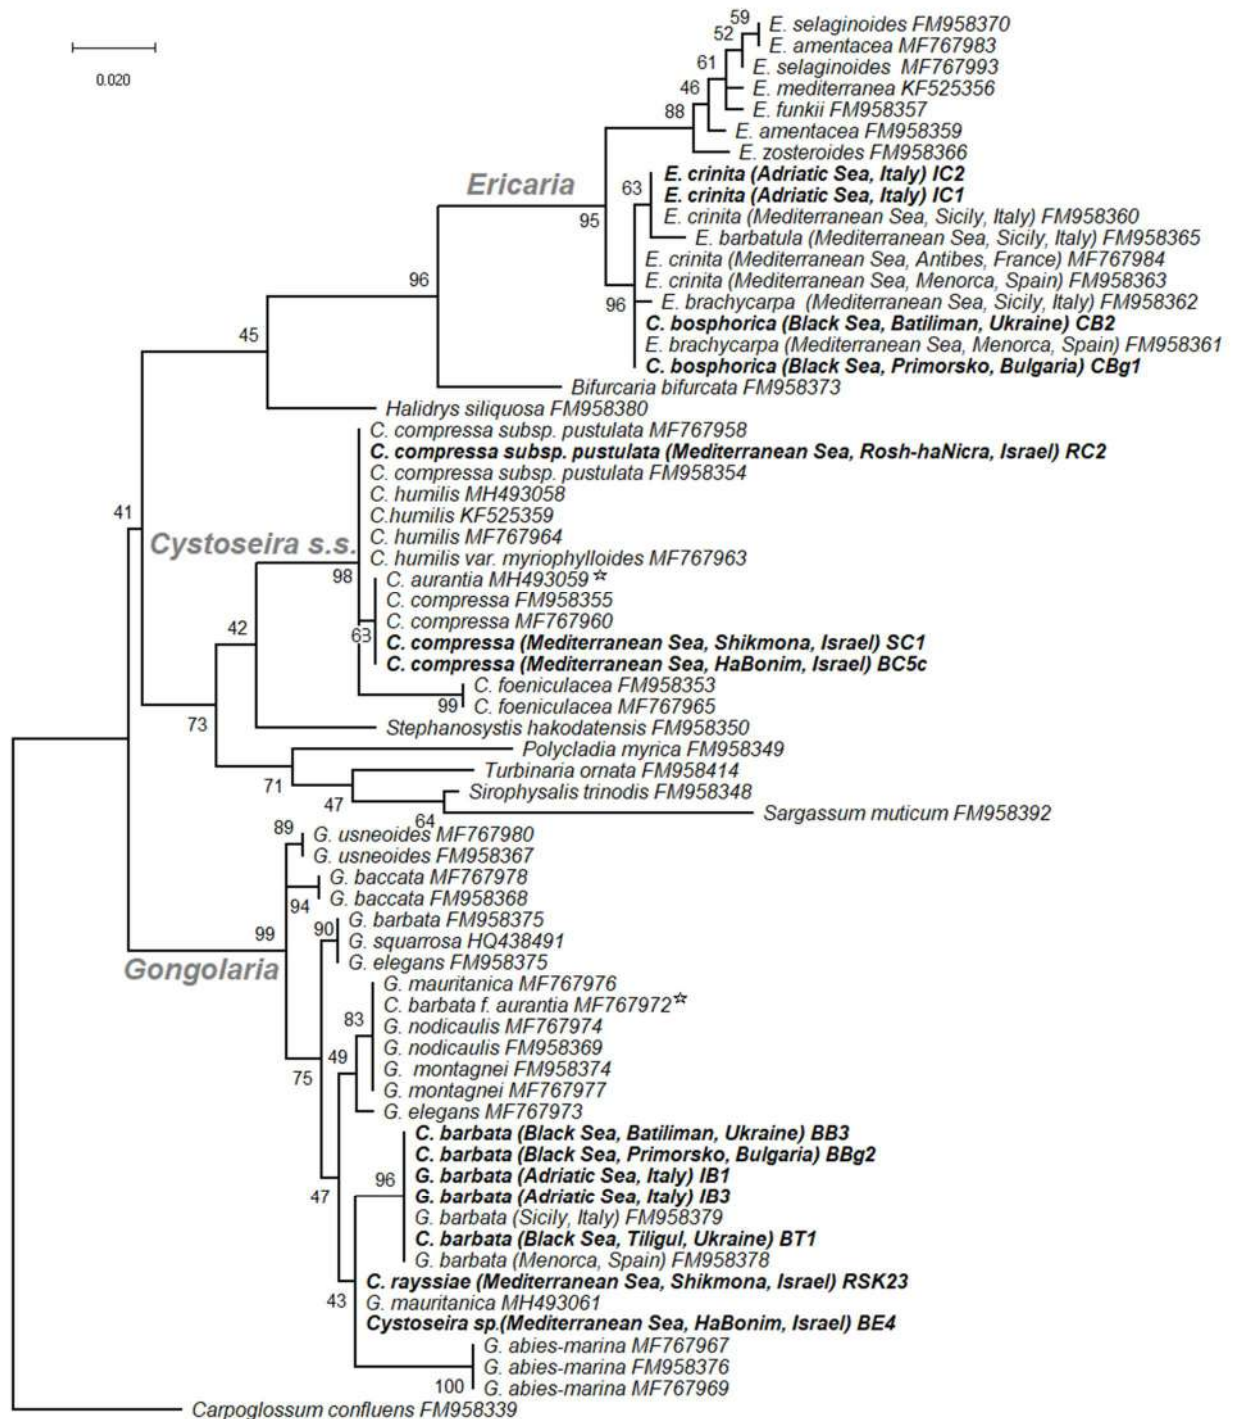 59
E. selaginoides FM958370
52
E. amentacea MF767983
61
E. selaginoides MF767993
0.020
46
E. mediterranea KF525356
88
E. funkii FM958357
E. amentacea FM958359
E. zosteroides FM958366
Ericaria
63
E. crinita (Adriatic Sea, Italy) IC2
E. crinita (Adriatic Sea, Italy) IC1
95
E. crinita (Mediterranean Sea, Sicily, Italy) FM958360
E. barbatula (Mediterranean Sea, Sicily, Italy) FM958365
E. crinita (Mediterranean Sea, Antibes, France) MF767984
96
E. crinita (Mediterranean Sea, Menorca, Spain) FM958363
96
E. brachycarpa (Mediterranean Sea, Sicily, Italy) FM958362
C. bosphorica (Black Sea, Batiliman, Ukraine) CB2
45
E. brachycarpa (Mediterranean Sea, Menorca, Spain) FM958361
C. bosphorica (Black Sea, Primorsko, Bulgaria) CBg1
Bifurcaria bifurcata FM958373
Halidrys siliquosa FM958380
C. compressa subsp. pustulata MF767958
C. compressa subsp. pustulata (Mediterranean Sea, Rosh-haNicra, Israel) RC2
C. compressa subsp. pustulata FM958354
C. humilis MH493058
41
C.humilis KF525359
Cystoseira s.s.
C. humilis MF767964
C. humilis var. myriophylloides MF767963
98
C. aurantia MH493059☆
C. compressa FM958355
42
C. compressa MF767960
63
C. compressa (Mediterranean Sea, Shikmona, Israel) SC1
C. compressa (Mediterranean Sea, HaBonim, Israel) BC5c
C. foeniculacea FM958353
99
C. foeniculacea MF767965
73
Stephanosystis hakodatensis FM958350
Polycladia myrica FM958349
71
Turbinaria ornata FM958414
47
Sirophysalis trinodis FM958348
64
Sargassum muticum FM958392
89
G. usneoides MF767980
G. usneoides FM958367
G. baccata MF767978
94
G. baccata FM958368
99
90
G. barbata FM958375
G. squarrosa HQ438491
Gongolaria
G. elegans FM958375
G. mauritanica MF767976
83
C. barbata f. aurantia MF767972☆
G. nodicaulis MF767974
49
G. nodicaulis FM958369
75
G. montagnei FM958374
G. montagnei MF767977
G. elegans MF767973
C. barbata (Black Sea, Batiliman, Ukraine) BB3
C. barbata (Black Sea, Primorsko, Bulgaria) BBg2
96
G. barbata (Adriatic Sea, Italy) IB1
47
G. barbata (Adriatic Sea, Italy) IB3
G. barbata (Sicily, Italy) FM958379
C. barbata (Black Sea, Tiligul, Ukraine) BT1
G. barbata (Menorca, Spain) FM958378
C. rayssiae (Mediterranean Sea, Shikmona, Israel) RSK23
43
G. mauritanica MH493061
Cystoseira sp.(Mediterranean Sea, HaBonim, Israel) BE4
G. abies-marina MF767967
G. abies-marina FM958376
100
G. abies-marina MF767969
Carpoglossum confluens FM958339